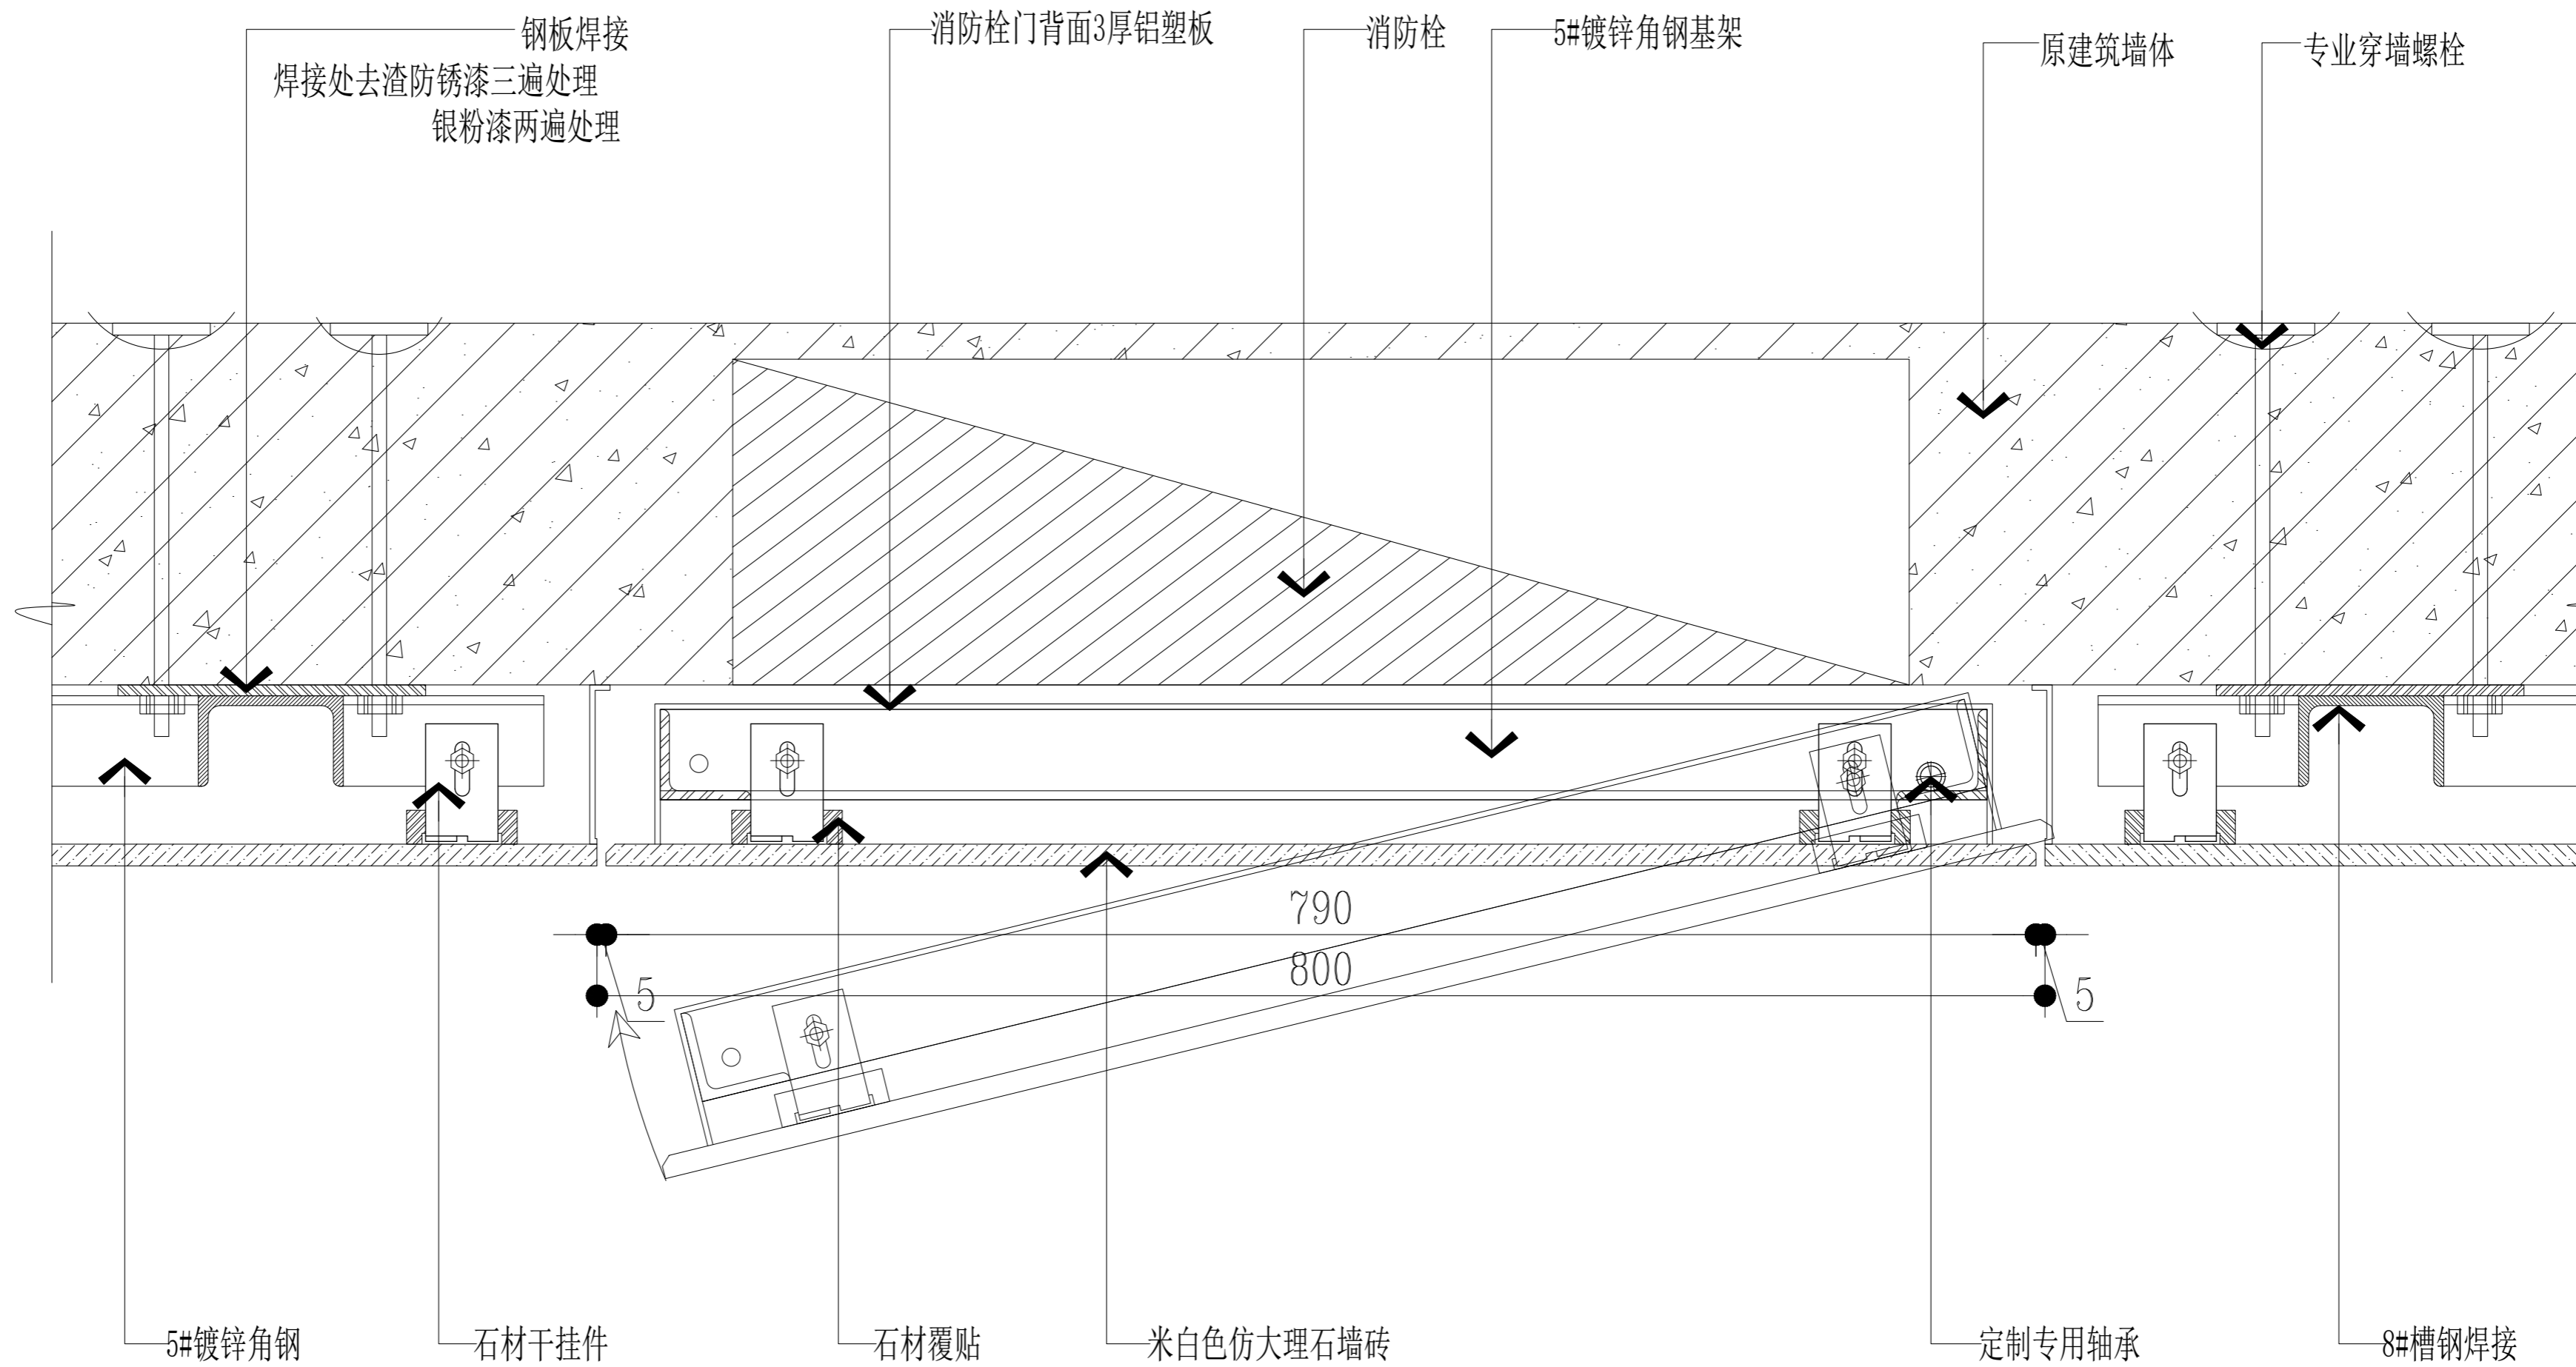 钢板焊接
焊接处去渣防锈漆三遍处理
银粉漆两遍处理
消防栓门背面3厚铝塑板
消防栓
5#镀锌角钢基架
原建筑墙体
专业穿墙螺栓
790
800
5
5
5#镀锌角钢
石材干挂件
石材覆贴
米白色仿大理石墙砖
定制专用轴承
8#槽钢焊接